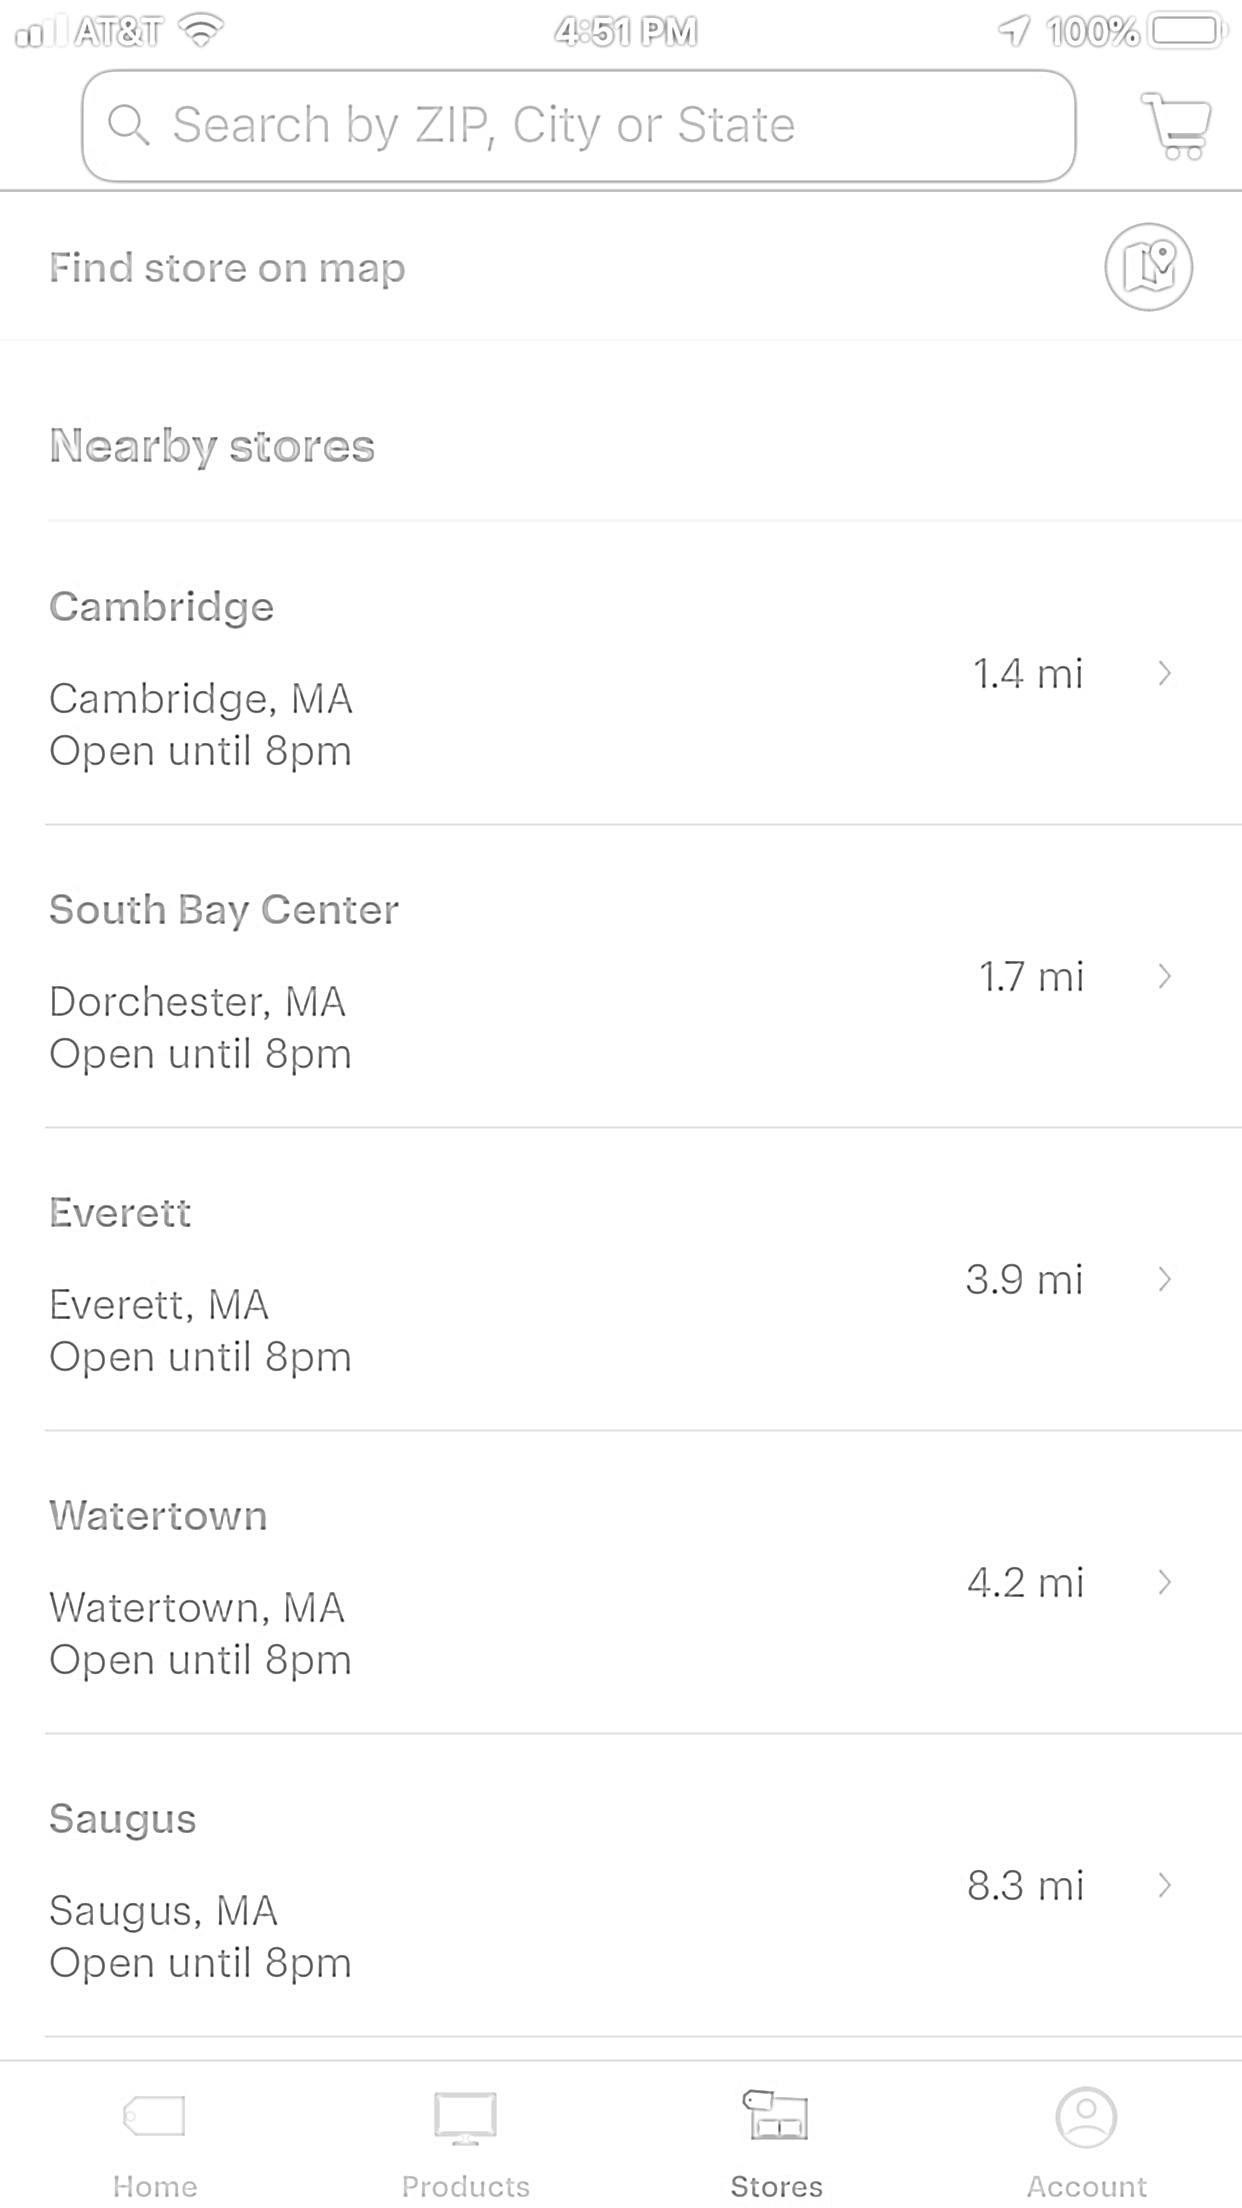 AT&T 4:51 PM 100%
Search by ZIP, City or State
Find store on map
Nearby stores
Cambridge
1.4 mi
Cambridge, MA
Open until 8pm
South Bay Center
1.7 mi
Dorchester, MA
Open until 8pm
Everett
3.9 mi
Everett, MA
Open until 8pm
Watertown
4.2 mi
Watertown, MA
Open until 8pm
Saugus
8.3 mi
Saugus, MA
Open until 8pm
Home Products Stores Account